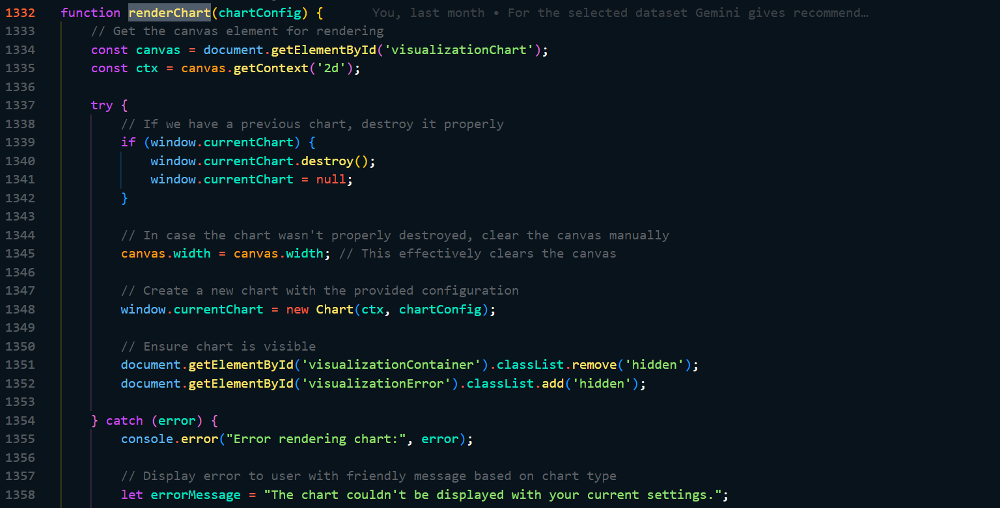 1332 function renderChart(chartConfig) { You, last month • For the selected dataset Gemini gives recommend…
1333 // Get the canvas element for rendering
1334 const canvas = document.getElementById('visualizationChart');
1335 const ctx = canvas.getContext('2d');
1336
1337 try {
1338 // If we have a previous chart, destroy it properly
1339 if (window.currentChart) {
1340 window.currentChart.destroy();
1341 window.currentChart = null;
1342 }
1343
1344 // In case the chart wasn't properly destroyed, clear the canvas manually
1345 canvas.width = canvas.width; // This effectively clears the canvas
1346
1347 // Create a new chart with the provided configuration
1348 window.currentChart = new Chart(ctx, chartConfig);
1349
1350 // Ensure chart is visible
1351 document.getElementById('visualizationContainer').classList.remove('hidden');
1352 document.getElementById('visualizationError').classList.add('hidden');
1353
1354 } catch (error) {
1355 console.error("Error rendering chart:", error);
1356
1357 // Display error to user with friendly message based on chart type
1358 let errorMessage = "The chart couldn't be displayed with your current settings.";